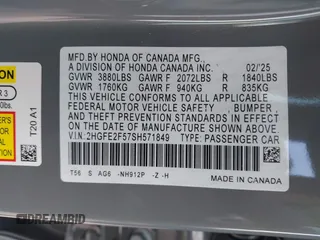 MFD. BY HONDA OF CANADA MFG.,
A DIVISION OF HONDA CANADA INC. 02/'25
GVWR 3880LBS GAWR F 2072LBS R 1840LBS
GVWR 1760KG GAWR F 940KG R 835KG
THIS VEHICLE CONFORMS TO ALL APPLICABLE
FEDERAL MOTOR VEHICLE SAFETY, BUMPER, AND
THEFT PREVENTION STANDARDS IN EFFECT ON THE
DATE OF MANUFACTURE SHOWN ABOVE.
V.I.N: 2HGFE2F57SH571849 TYPE: PASSENGER CAR
T56 S AG6 -NH912P -Z -H
MADE IN CANADA
R 3
0lbs.
T20 A1
DREAMBID